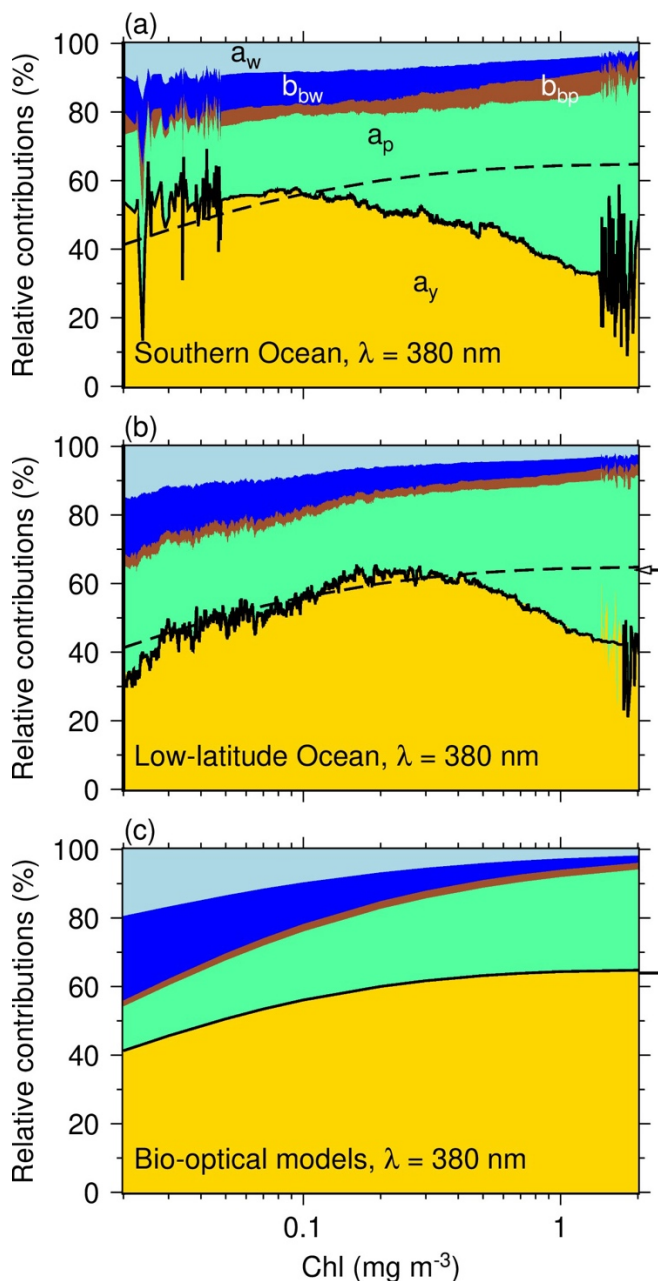 (a)
100
80
60
40
20
0
Relative contributions (%)
a_w
b_bw
b_bp
a_p
a_y
Southern Ocean, λ = 380 nm
(b)
100
80
60
40
20
0
Relative contributions (%)
Low-latitude Ocean, λ = 380 nm
(c)
100
80
60
40
20
0
Relative contributions (%)
Bio-optical models, λ = 380 nm
0.1
1
Chl (mg m⁻³)